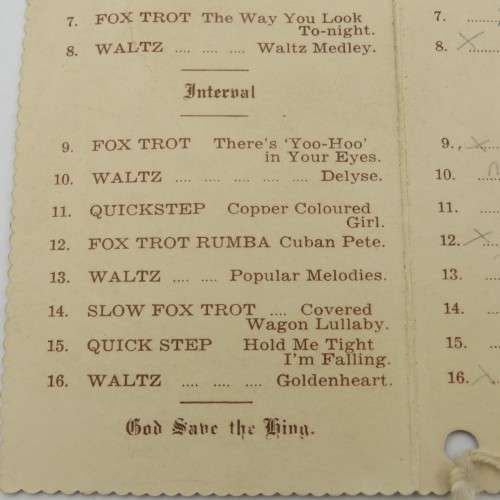 7. FOX TROT The Way You Look
To-night.
8. WALTZ .... .... Waltz Medley.
Interval
9. FOX TROT There's 'Yoo-Hoo'
in Your Eyes.
10. WALTZ .... .... .... .... .... Delyse.
11. QUICKSTEP Copper Coloured
Girl.
12. FOX TROT RUMBA Cuban Pete.
13. WALTZ .... .... Popular Melodies.
14. SLOW FOX TROT .... Covered
Wagon Lullaby.
15. QUICK STEP Hold Me Tight
I'm Falling.
16. WALTZ .... .... .... Goldenheart.
God Save the King.
7.
8. X
9.
10.
11.
12. X
13.
14.
15.
16. X